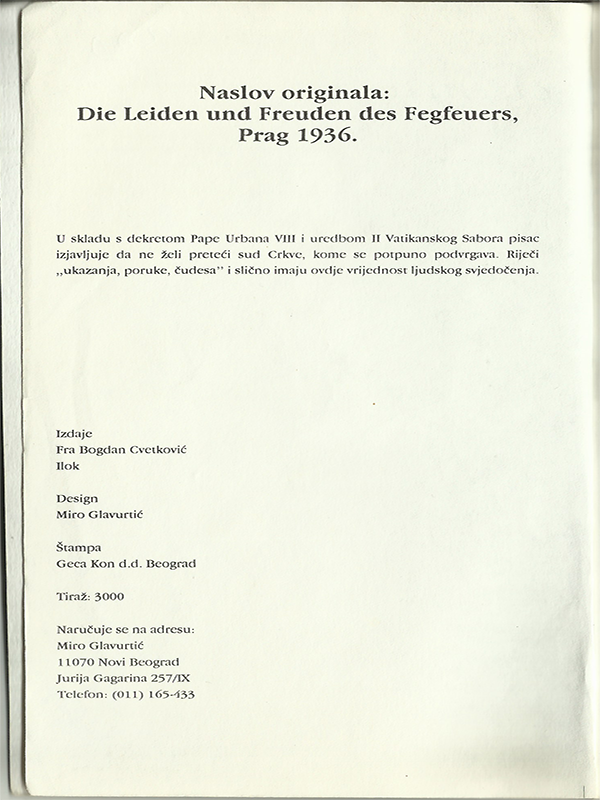 Naslov originala:
Die Leiden und Freuden des Fegfeuers,
Prag 1936.
U skladu s dekretom Pape Urbana VIII i uredbom II Vatikanskog Sabora pisac
izjavljuje da ne želi preteći sud Crkve, kome se potpuno podvrgava. Riječi
„ukazanja, poruke, čudesa” i slično imaju ovdje vrijednost ljudskog svjedočenja.
Izdaje
Fra Bogdan Cvetković
Ilok
Design
Miro Glavurtić
Štampa
Geca Kon d.d. Beograd
Tiraž: 3000
Naručuje se na adresu:
Miro Glavurtić
11070 Novi Beograd
Jurija Gagarina 257/IX
Telefon: (011) 165-433